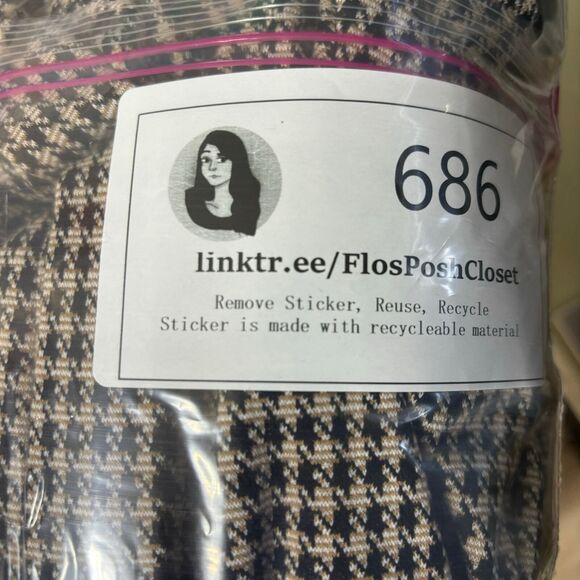 686
linktr.ee/FlosPoshCloset
Remove Sticker, Reuse, Recycle
Sticker is made with recycleable material